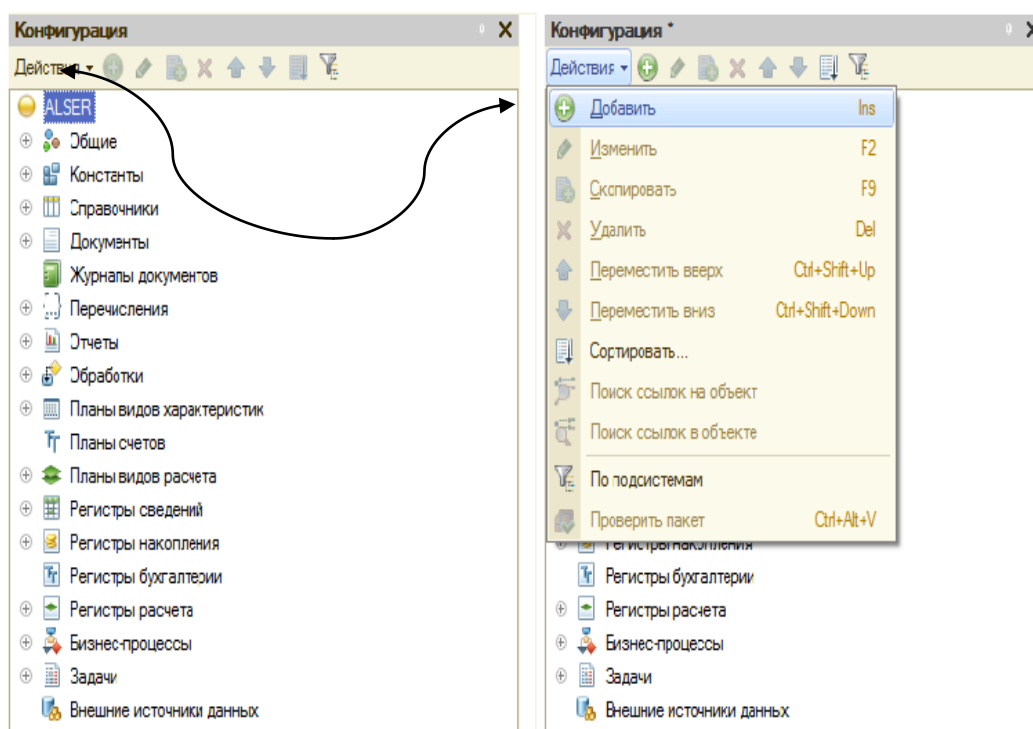 Конфигурация
Действия
ALSER
Общие
Константы
Справочники
Документы
Журналы документов
Перечисления
Отчеты
Обработки
Планы видов характеристик
Планы счетов
Планы видов расчета
Регистры сведений
Регистры накопления
Регистры бухгалтерии
Регистры расчета
Бизнес-процессы
Задачи
Внешние источники данных
Конфигурация *
Действия
Добавить Ins
Изменить F2
Скопировать F9
Удалить Del
Переместить вверх Ctrl+Shift+Up
Переместить вниз Ctrl+Shift+Down
Сортировать...
Поиск ссылок на объект
Поиск ссылок в объекте
По подсистемам
Проверить пакет Ctrl+Alt+V
Регистры накопления
Регистры бухгалтерии
Регистры расчета
Бизнес-процессы
Задачи
Внешние источники данных